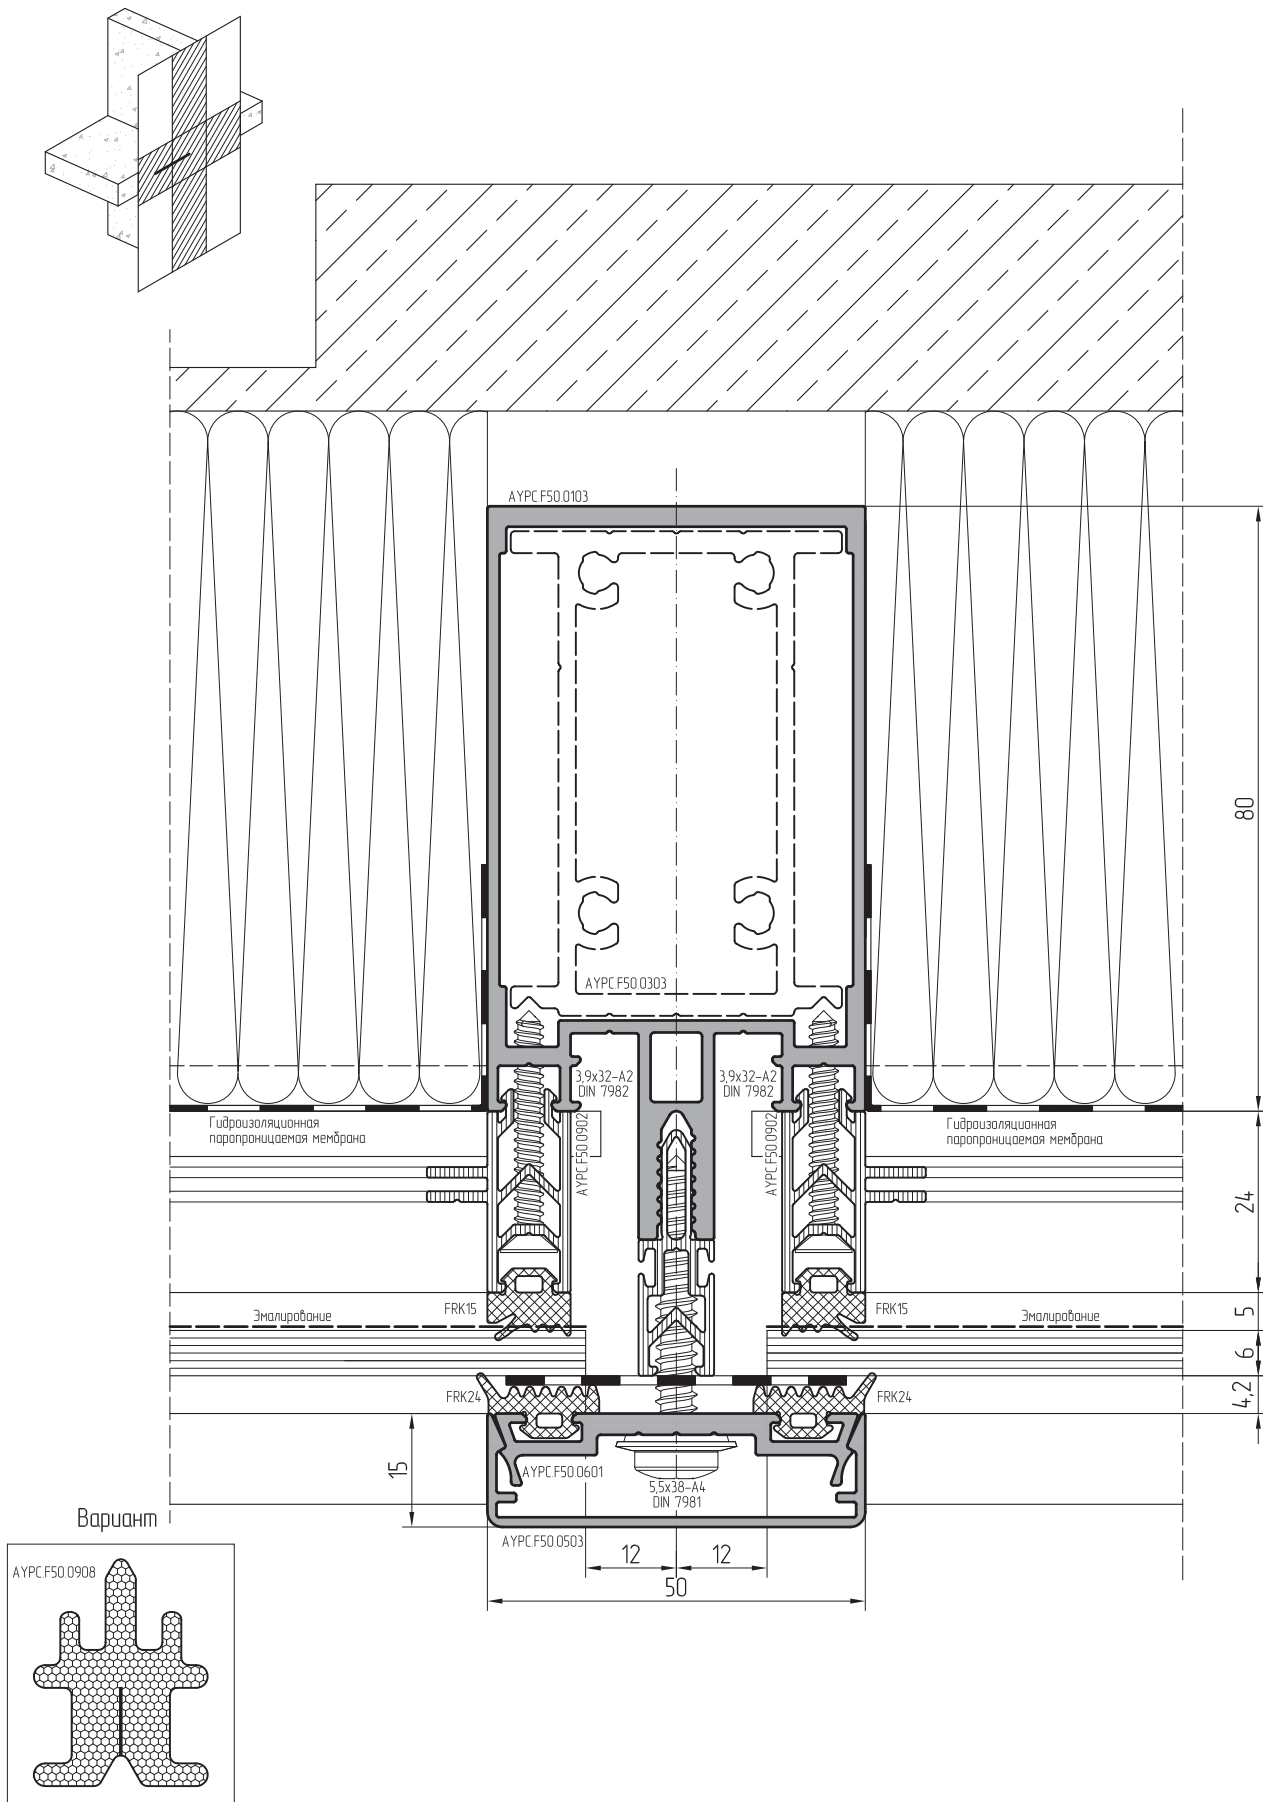 AYPC.F50.0103
80
AYPC.F50.0303
3,9x32-A2
DIN 7982
3,9x32-A2
DIN 7982
Гидроизоляционная
паропроницаемая мембрана
AYPC.F50.0902
AYPC.F50.0902
Гидроизоляционная
паропроницаемая мембрана
24
Эмалирование
FRK15
FRK15
Эмалирование
5
6
FRK24
FRK24
4,2
15
AYPC.F50.0601
5,5x38-A4
DIN 7981
AYPC.F50.0503
12
12
50
Вариант
AYPC.F50.0908